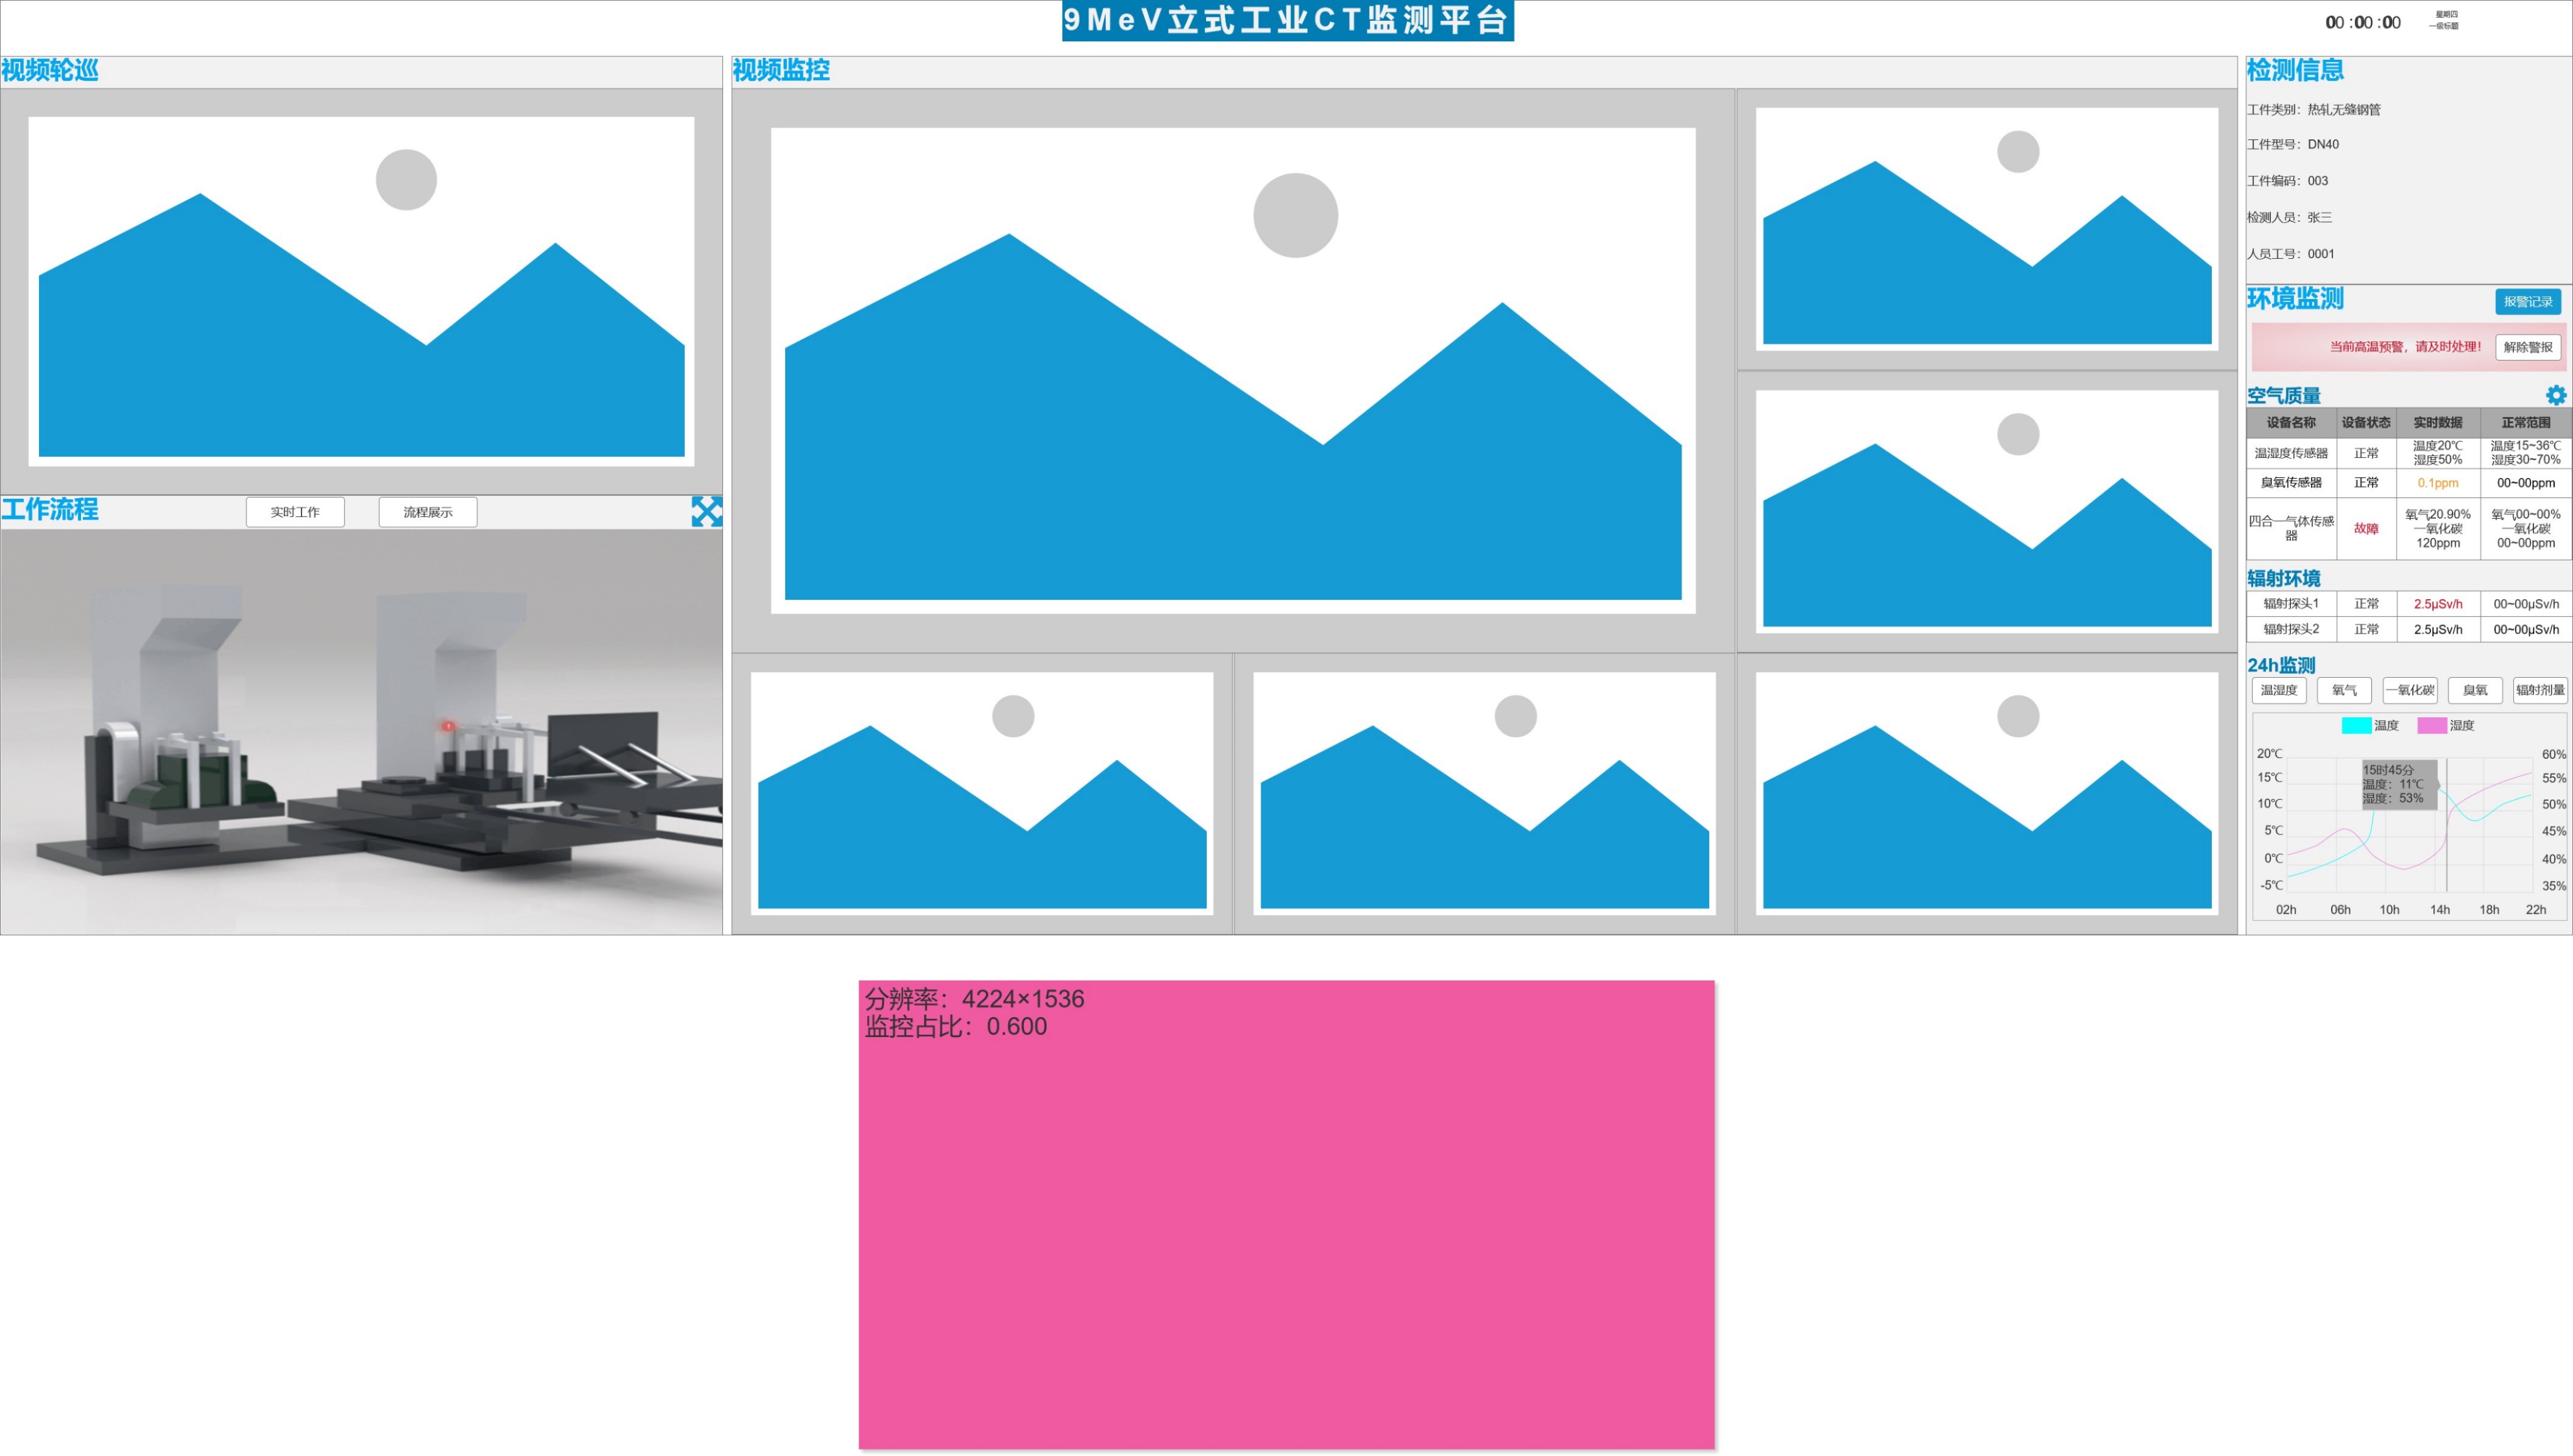 9MeV立式工业CT监测平台
00:00:00
星期四
一级标题
视频轮巡
视频监控
工作流程
实时工作
流程展示
检测信息
工件类别：热轧无缝钢管
工件型号：DN40
工件编码：003
检测人员：张三
人员工号：0001
环境监测
报警记录
当前高温预警，请及时处理！
解除警报
空气质量
设备名称 设备状态 实时数据 正常范围
温湿度传感器 正常 温度20℃ 温度15~36℃
湿度50% 湿度30~70%
臭氧传感器 正常 0.1ppm 00~00ppm
四合一气体传感器 故障 氧气20.90% 氧气00~00%
一氧化碳 一氧化碳
120ppm 00~00ppm
辐射环境
辐射探头1 正常 2.5μSv/h 00~00μSv/h
辐射探头2 正常 2.5μSv/h 00~00μSv/h
24h监测
温湿度 氧气 一氧化碳 臭氧 辐射剂量
温度 湿度
20℃ 60%
15℃ 55%
10℃ 50%
5℃ 45%
0℃ 40%
-5℃ 35%
15时45分
温度：11℃
湿度：53%
02h 06h 10h 14h 18h 22h
分辨率：4224×1536
监控占比：0.600